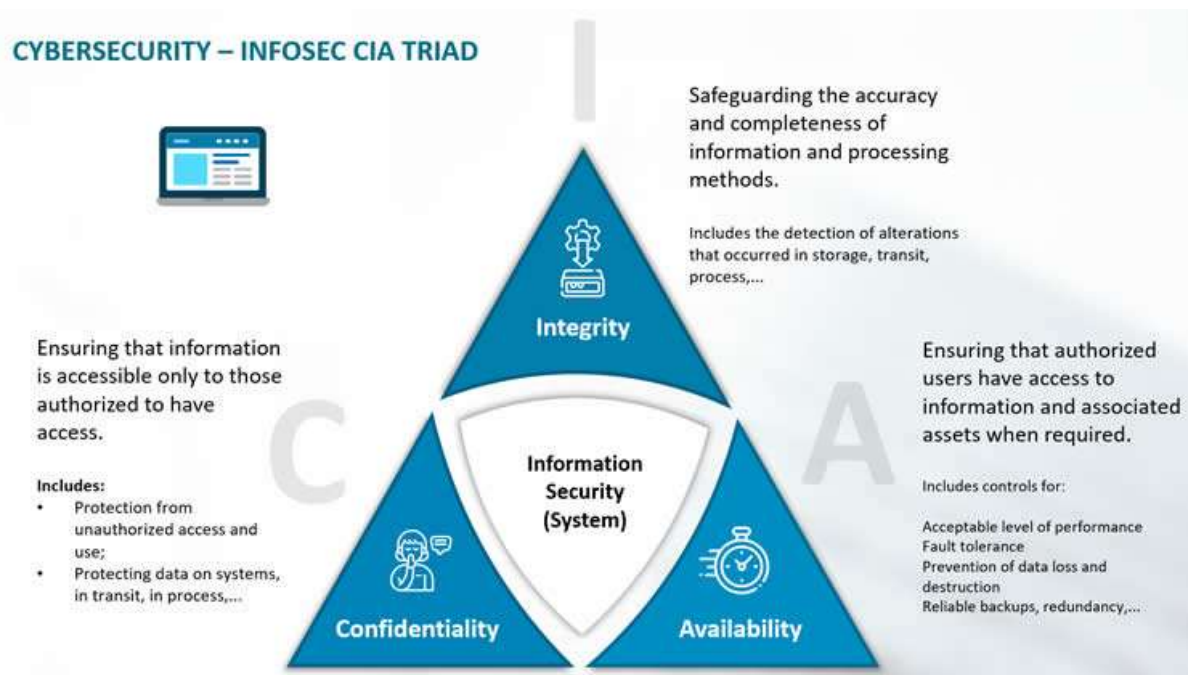 CYBERSECURITY – INFOSEC CIA TRIAD
I
Safeguarding the accuracy
and completeness of
information and processing
methods.
Includes the detection of alterations
that occurred in storage, transit,
process,...
Integrity
Ensuring that information
is accessible only to those
authorized to have
access.
Includes:
• Protection from
unauthorized access and
use;
• Protecting data on systems,
in transit, in process,...
C
Confidentiality
Information
Security
(System)
A
Availability
Ensuring that authorized
users have access to
information and associated
assets when required.
Includes controls for:
Acceptable level of performance
Fault tolerance
Prevention of data loss and
destruction
Reliable backups, redundancy,...